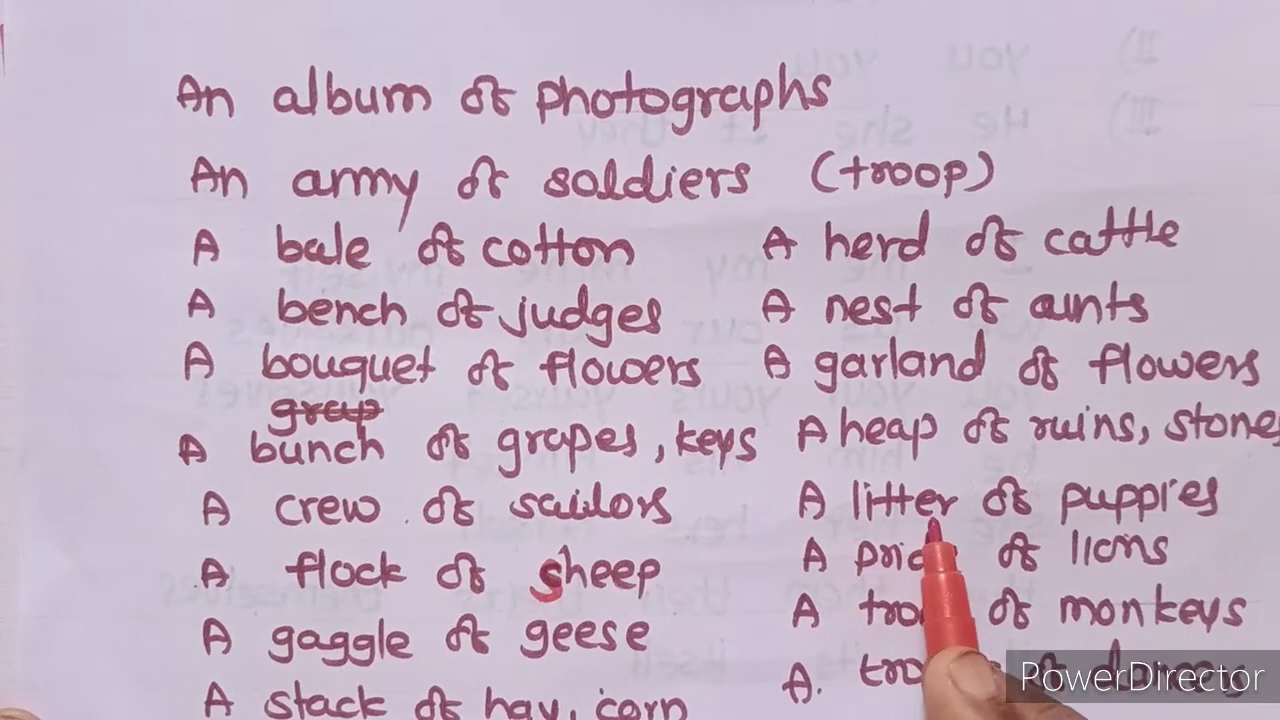 An album of photographs
An army of soldiers (troop)
A bale of cotton
A bench of judges
A bouquet of flowers
grap
A bunch of grapes, keys
A crew of sailors
A flock of sheep
A gaggle of geese
A stack of hay, corn
A herd of cattle
A nest of aunts
A garland of flowers
A heap of ruins, stones
A litter of puppies
A of lions
A of monkeys
A. of
PowerDirector